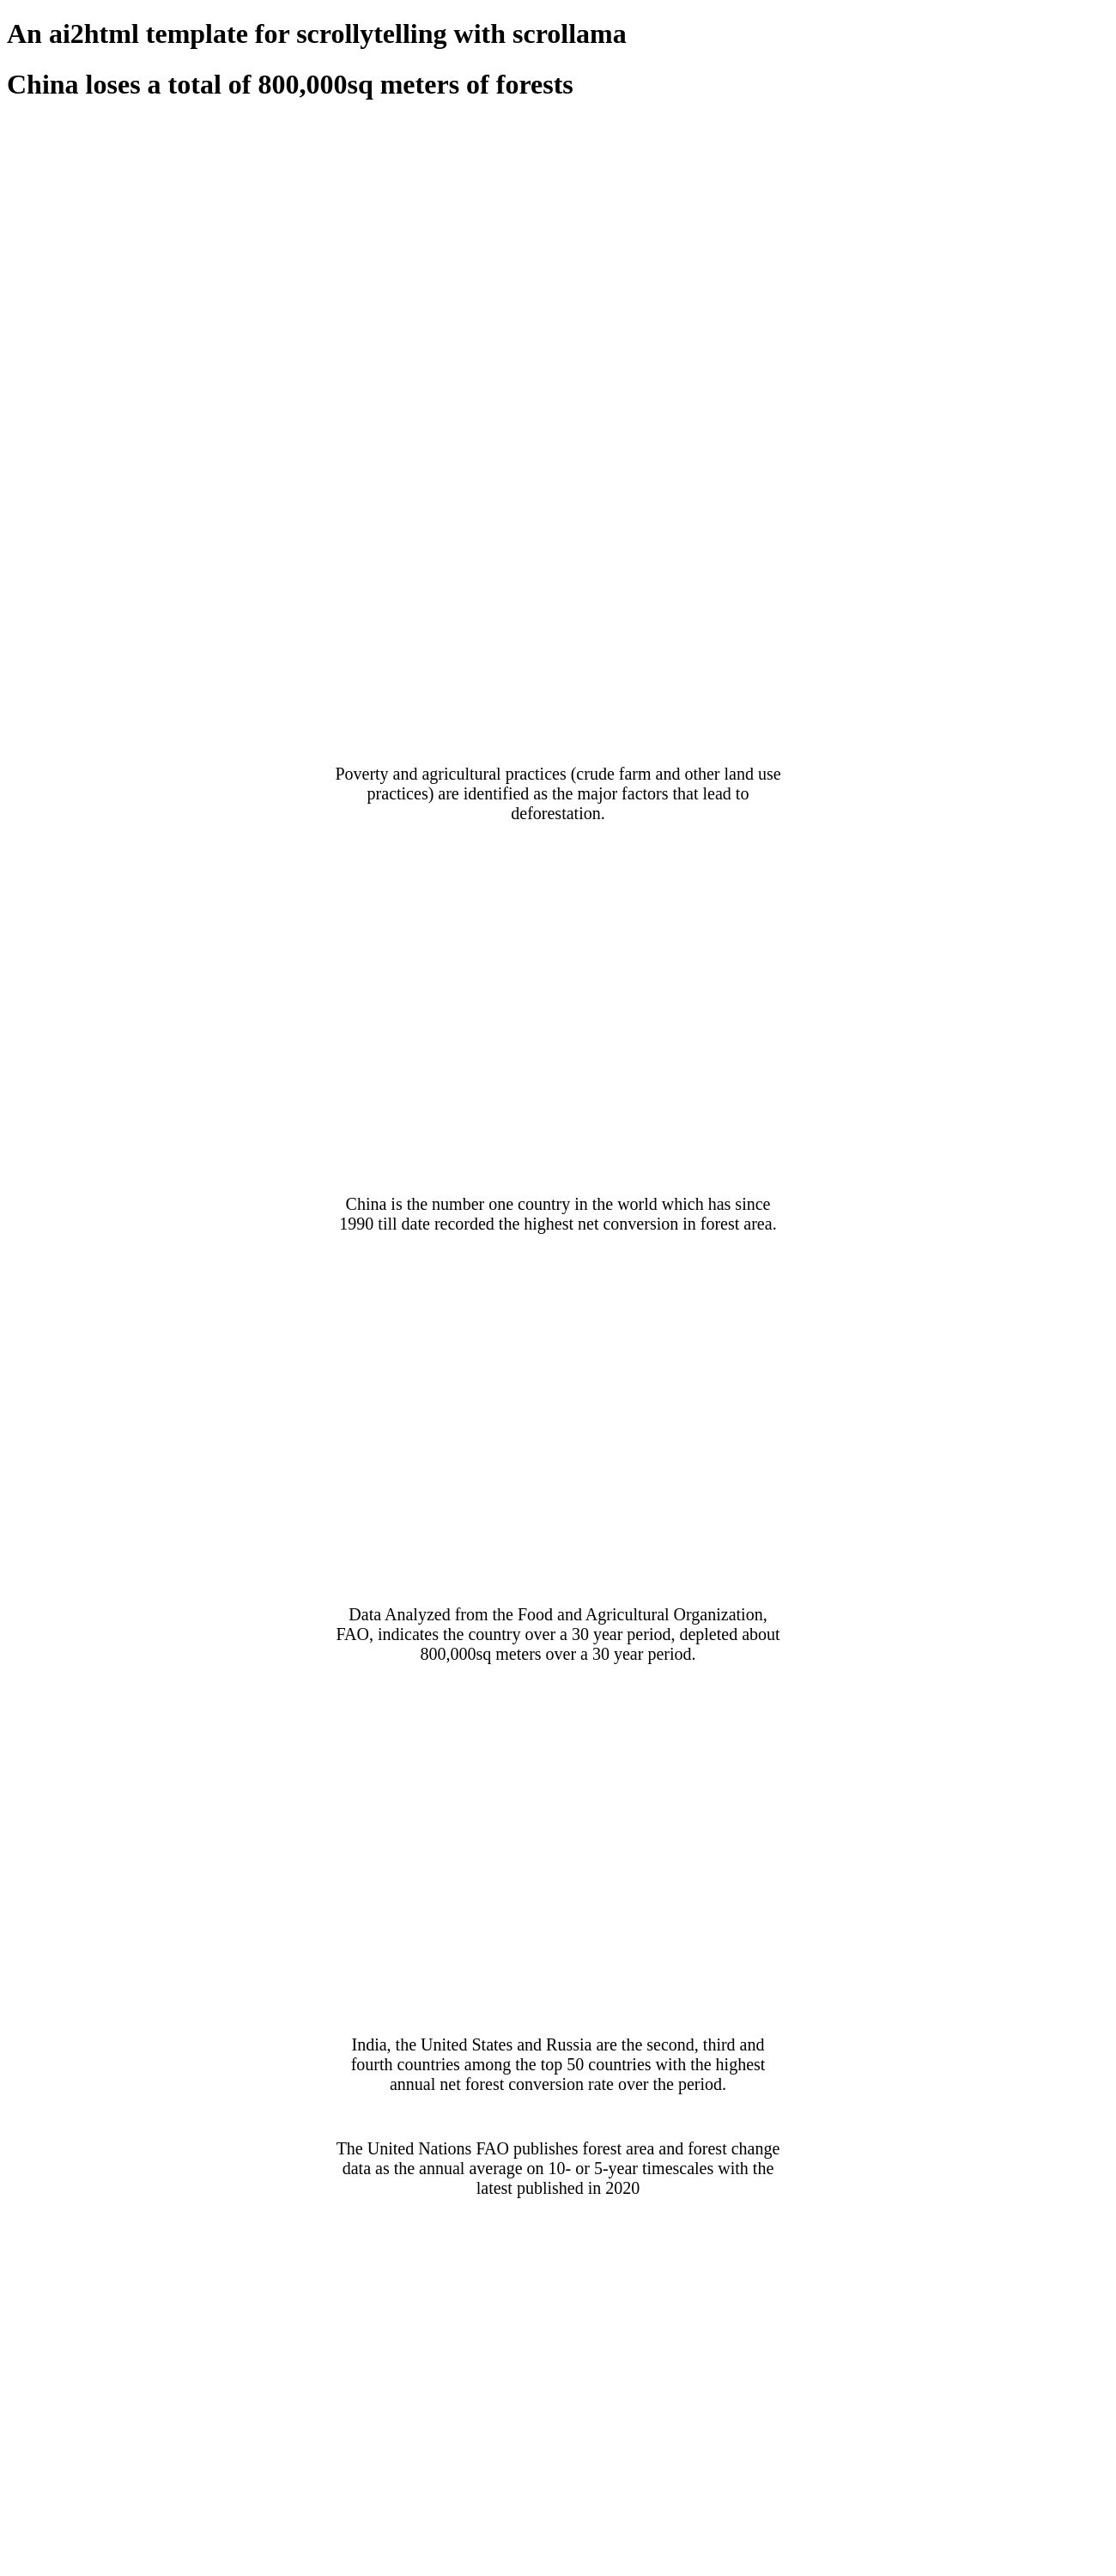 An ai2html template for scrollytelling with scrollama
China loses a total of 800,000sq meters of forests
Poverty and agricultural practices (crude farm and other land use
practices) are identified as the major factors that lead to
deforestation.
China is the number one country in the world which has since
1990 till date recorded the highest net conversion in forest area.
Data Analyzed from the Food and Agricultural Organization,
FAO, indicates the country over a 30 year period, depleted about
800,000sq meters over a 30 year period.
India, the United States and Russia are the second, third and
fourth countries among the top 50 countries with the highest
annual net forest conversion rate over the period.
The United Nations FAO publishes forest area and forest change
data as the annual average on 10- or 5-year timescales with the
latest published in 2020